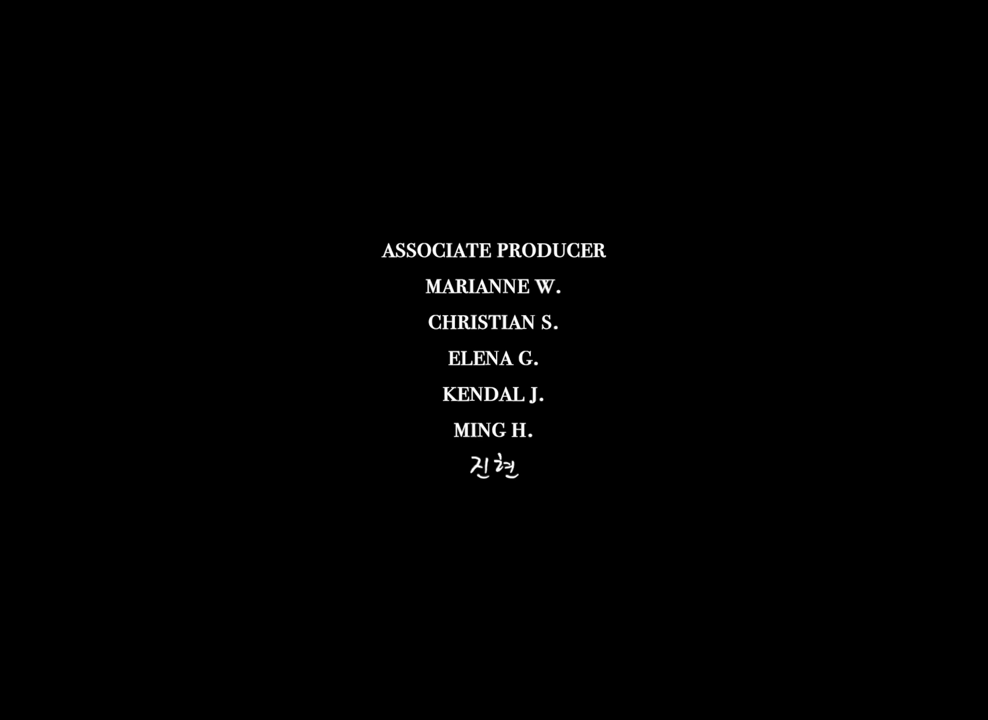 ASSOCIATE PRODUCER
MARIANNE W.
CHRISTIAN S.
ELENA G.
KENDAL J.
MING H.
진현